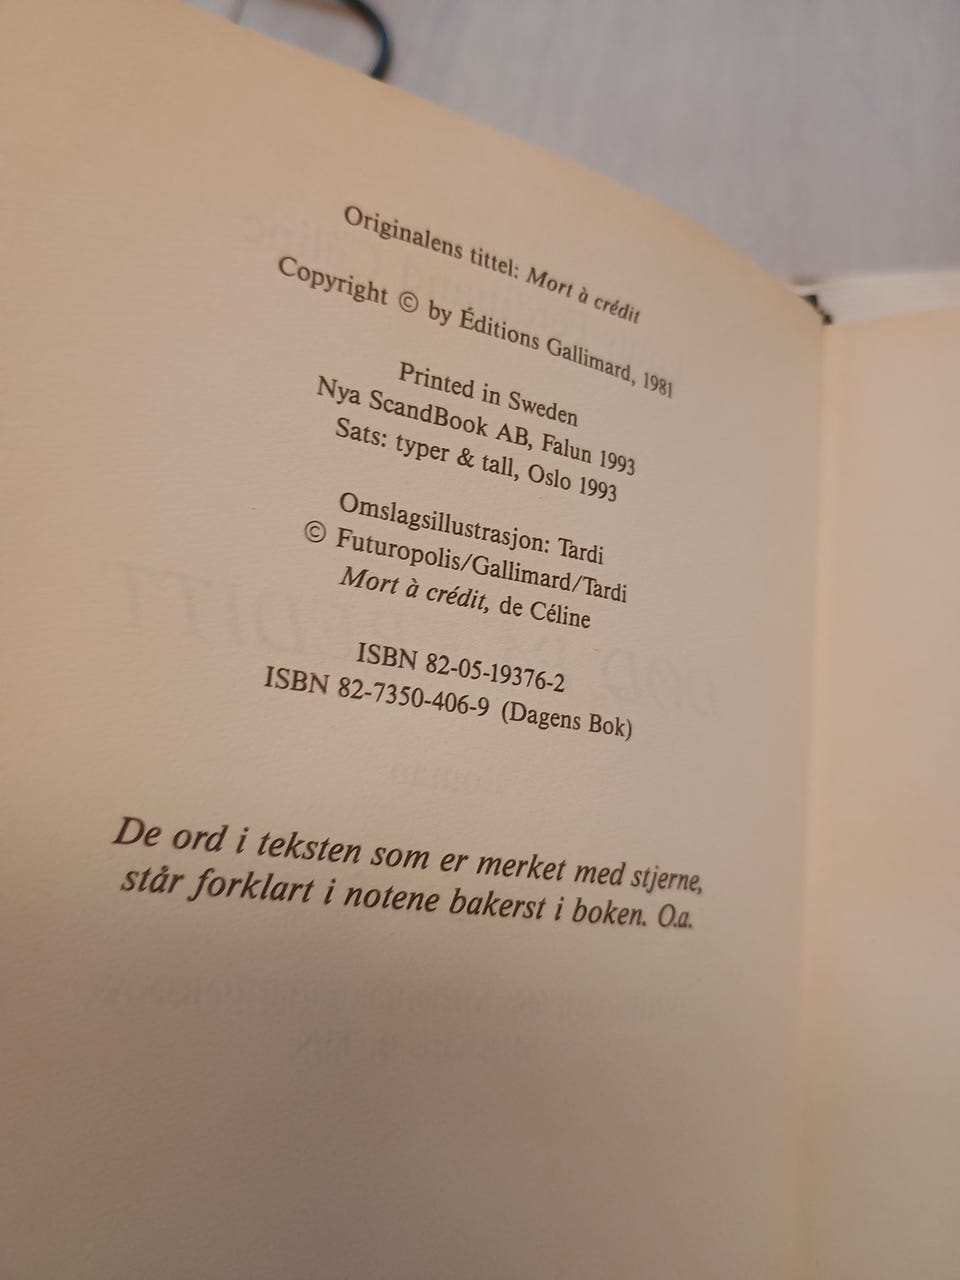 Originalens tittel: Mort à crédit
Copyright © by Éditions Gallimard, 1981
Printed in Sweden
Nya ScandBook AB, Falun 1993
Sats: typer & tall, Oslo 1993
Omslagsillustrasjon: Tardi
© Futuropolis/Gallimard/Tardi
Mort à crédit, de Céline
ISBN 82-05-19376-2
ISBN 82-7350-406-9 (Dagens Bok)
De ord i teksten som er merket med stjerne,
står forklart i notene bakerst i boken. O.a.